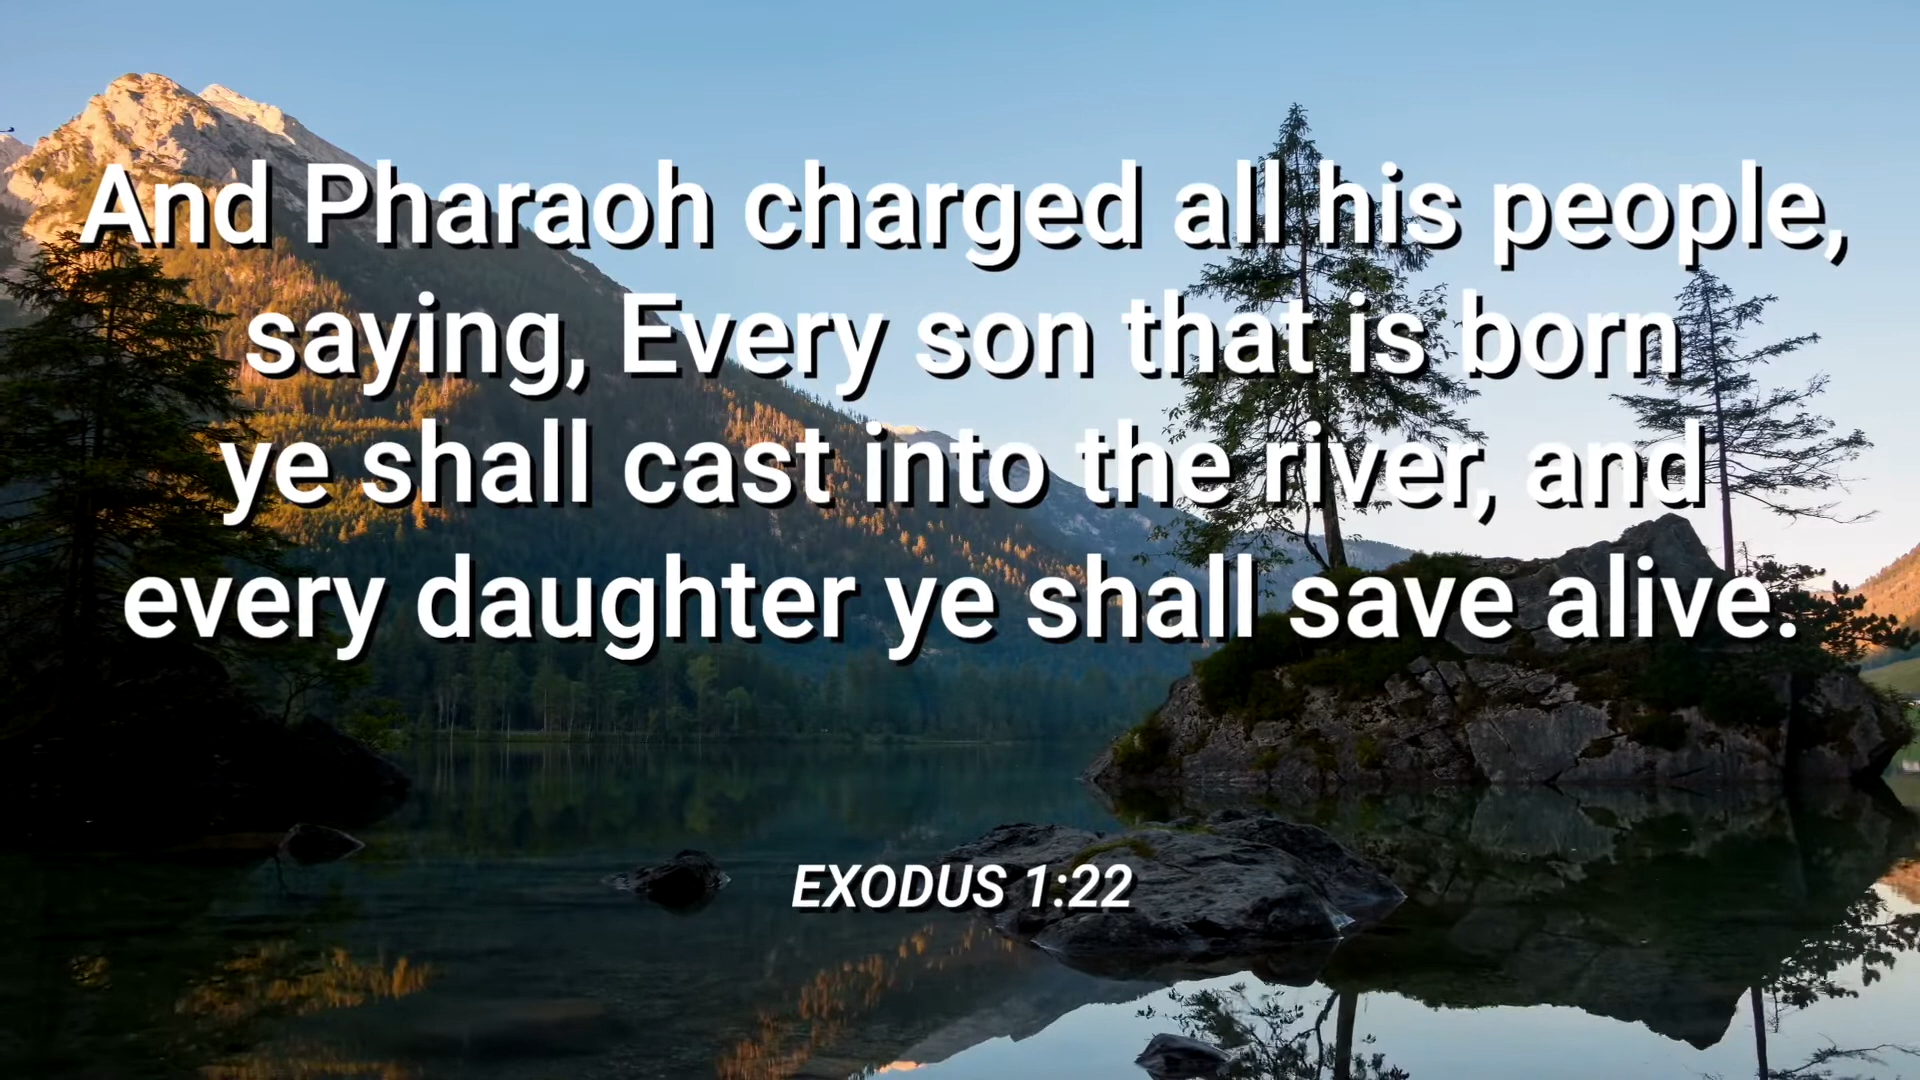 And Pharaoh charged all his people,
saying, Every son that is born
ye shall cast into the river, and
every daughter ye shall save alive.
EXODUS 1:22